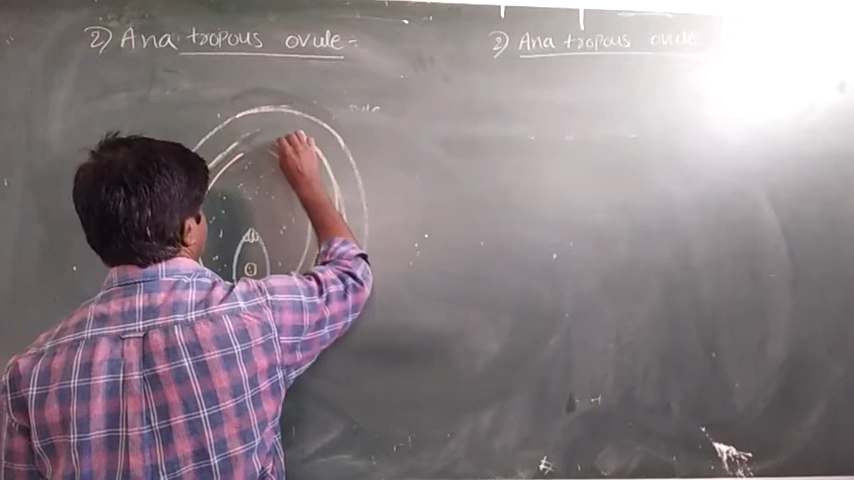 2) Ana tropous ovule =
2) Ana tropous ovule